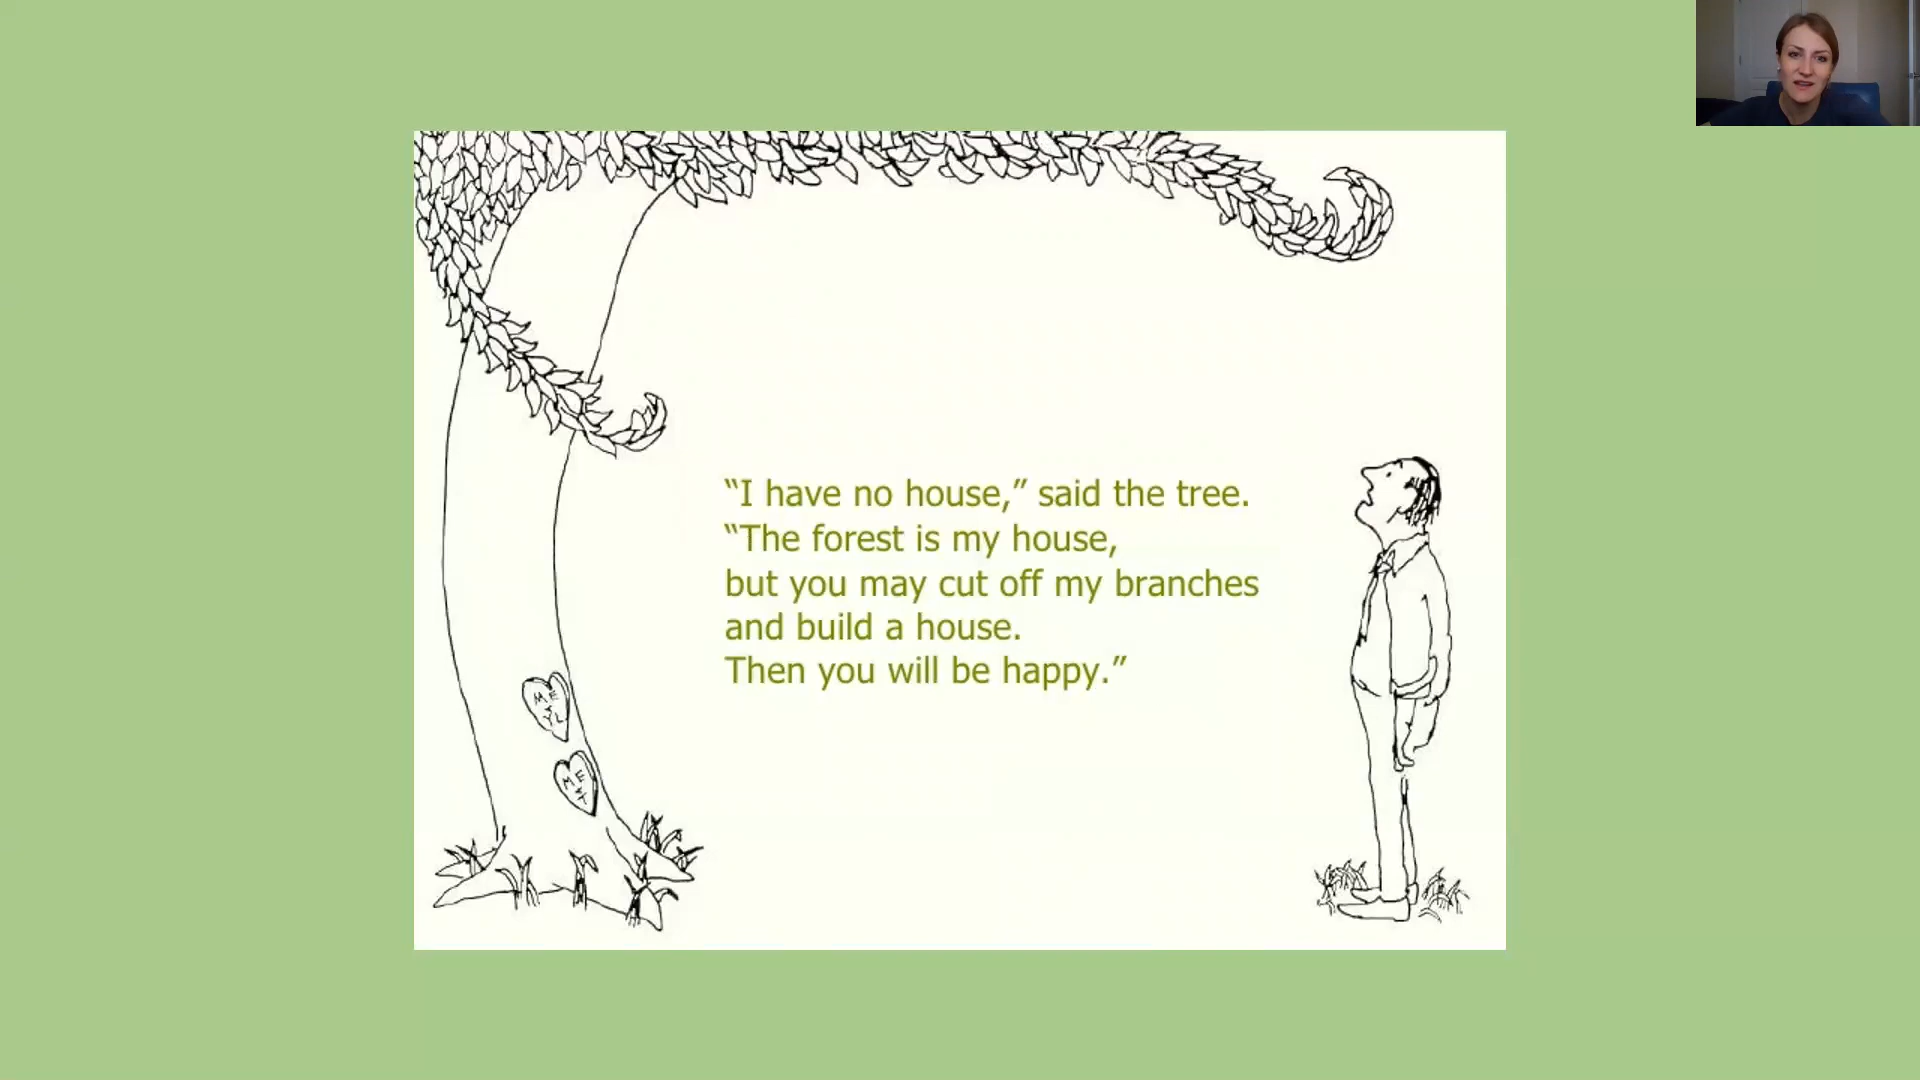 “I have no house,” said the tree.
“The forest is my house,
but you may cut off my branches
and build a house.
Then you will be happy.”
M E
+
Y L
M E
+
T